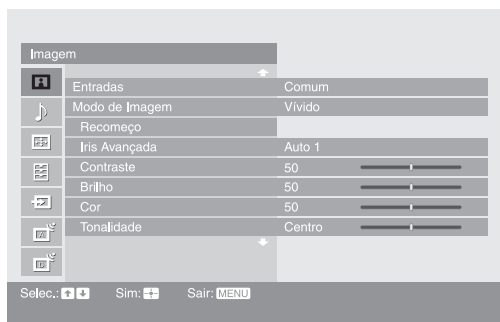 Imagem
Entradas Comum
Modo de Imagem Vívido
Recomeço
Iris Avançada Auto 1
Contraste 50
Brilho 50
Cor 50
Tonalidade Centro
Selec.: Sim: Sair: MENU